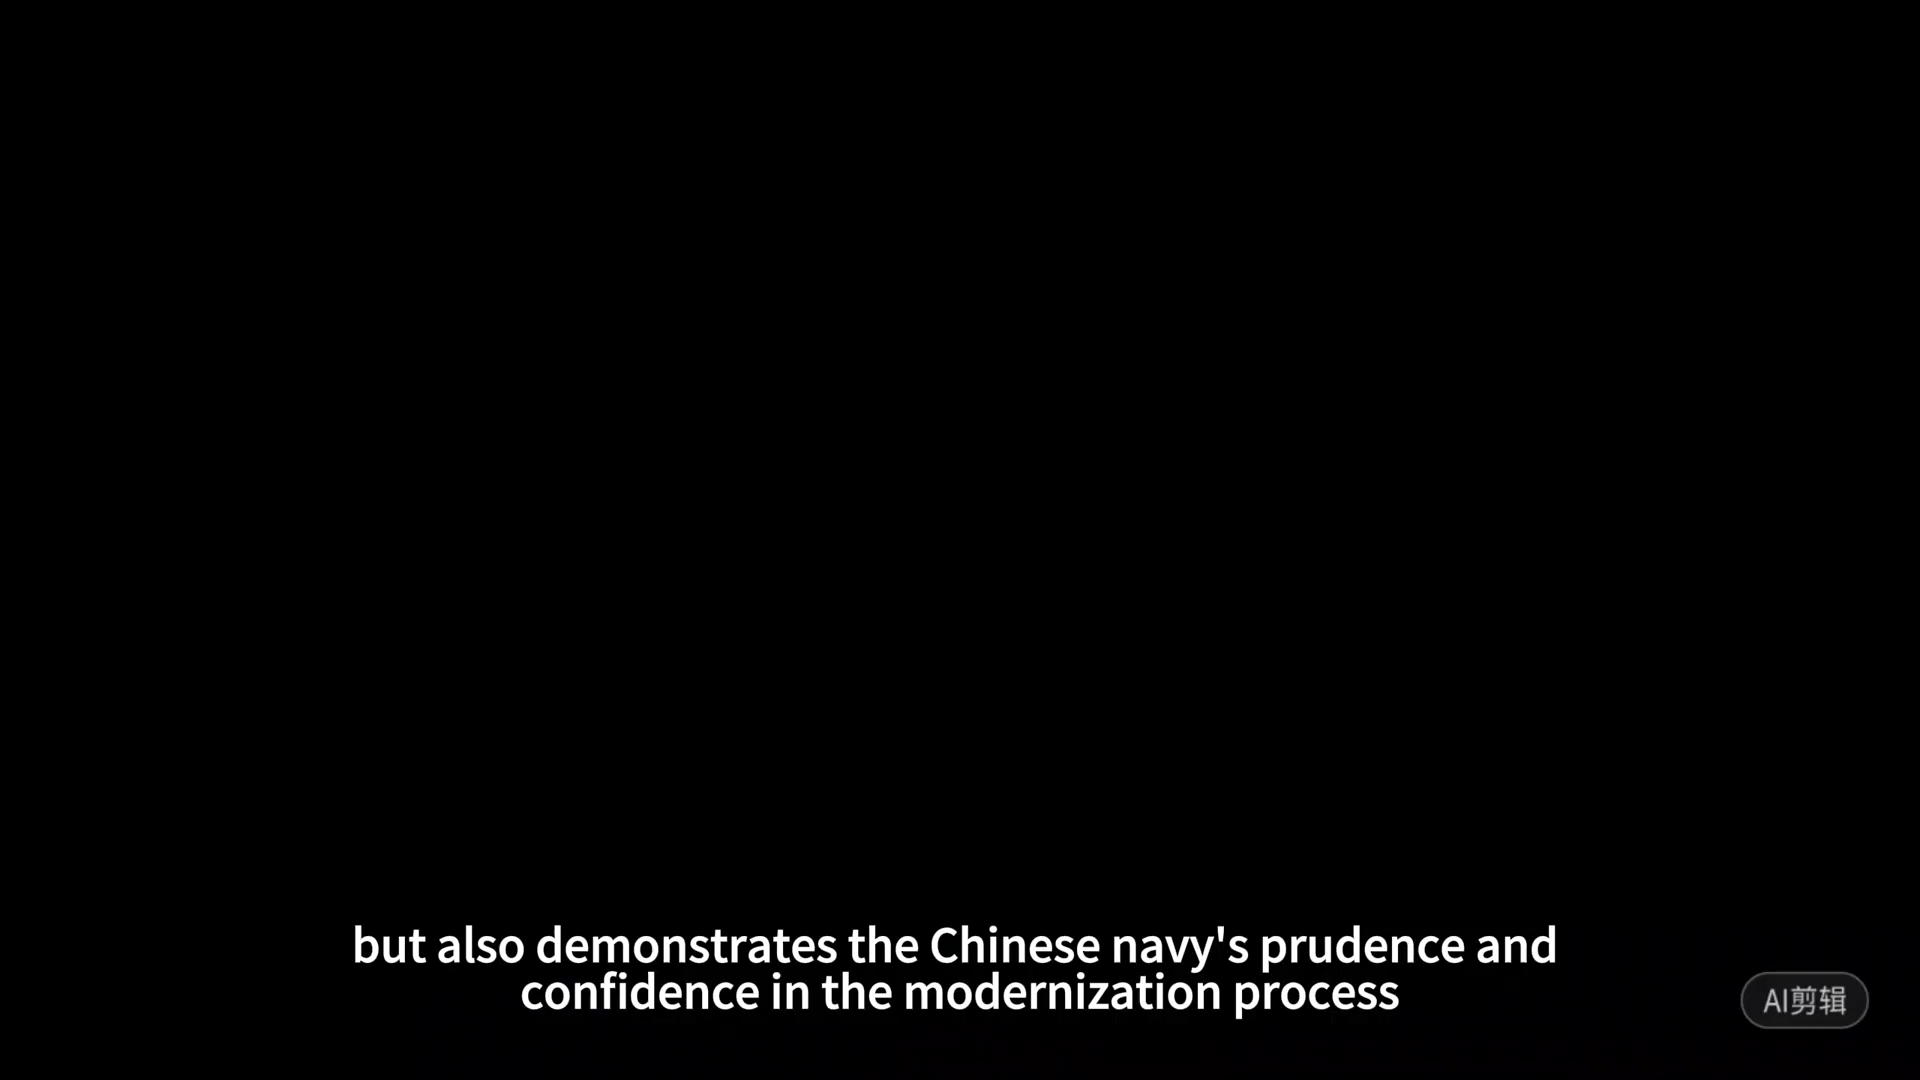 but also demonstrates the Chinese navy's prudence and
confidence in the modernization process
AI剪辑